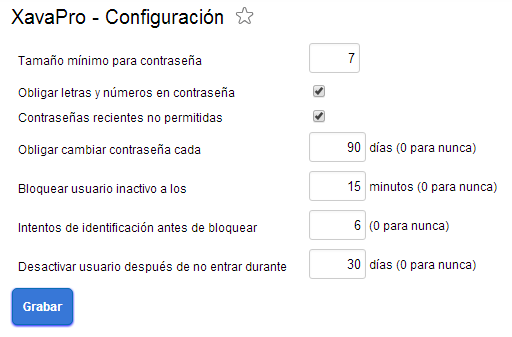 XavaPro - Configuración
Tamaño mínimo para contraseña 7
Obligar letras y números en contraseña
Contraseñas recientes no permitidas
Obligar cambiar contraseña cada 90 días (0 para nunca)
Bloquear usuario inactivo a los 15 minutos (0 para nunca)
Intentos de identificación antes de bloquear 6 (0 para nunca)
Desactivar usuario después de no entrar durante 30 días (0 para nunca)
Grabar